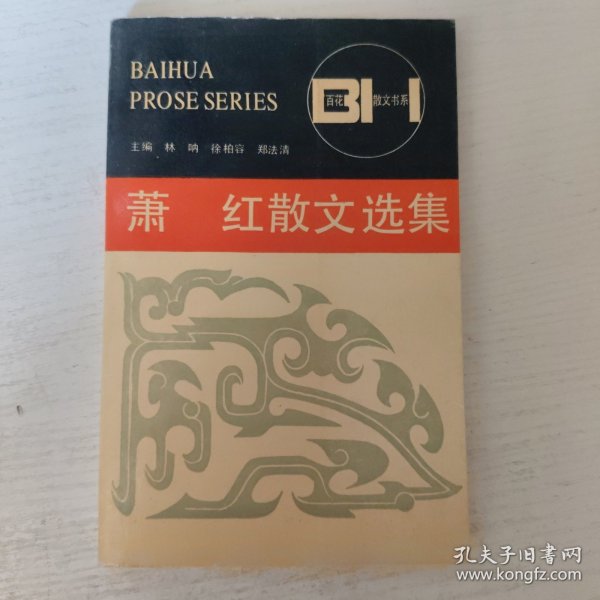 BAIHUA
PROSE SERIES
百花 BH 散文书系
主编 林呐 徐柏容 郑法清
萧 红散文选集
孔夫子旧书网
www.kongfz.com